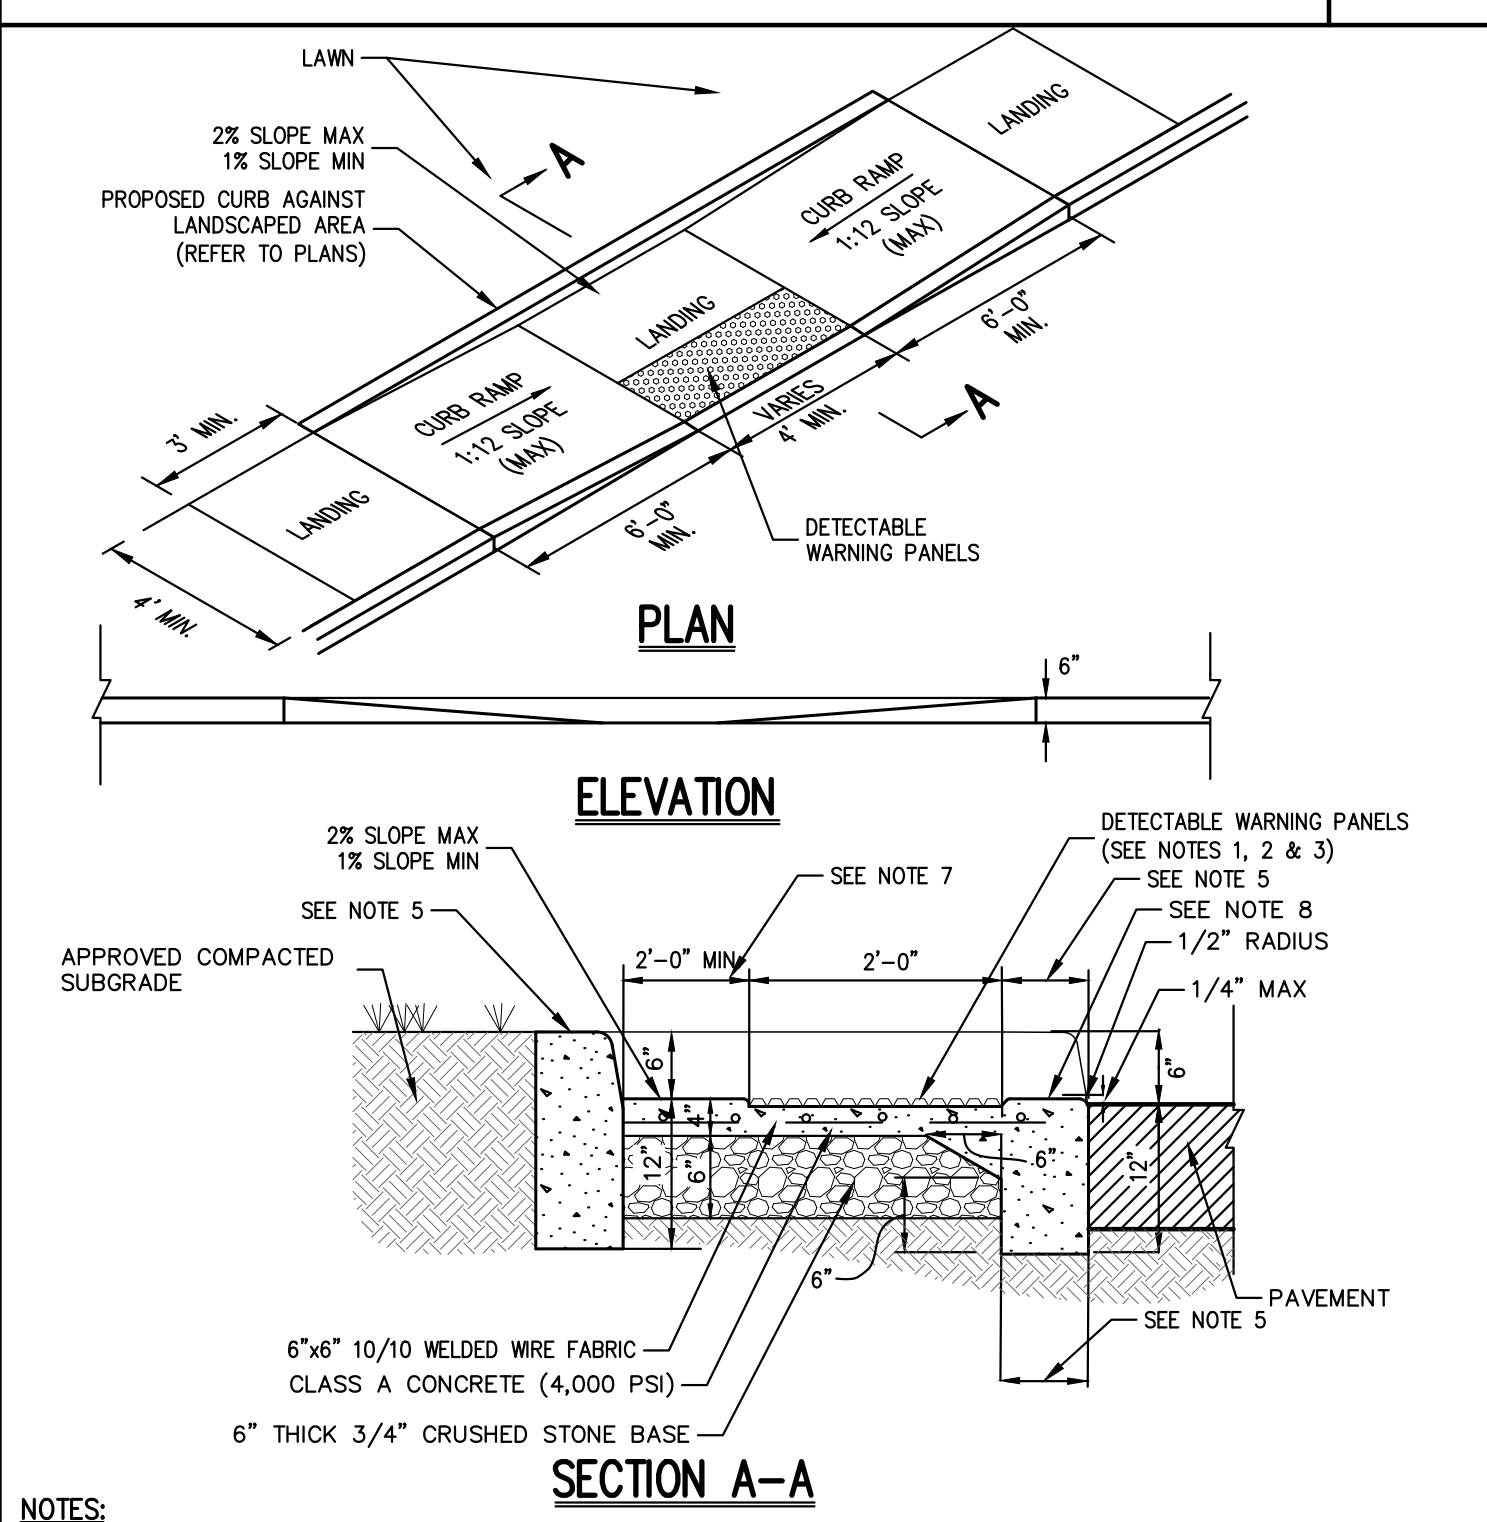 LAWN
2% SLOPE MAX
1% SLOPE MIN
PROPOSED CURB AGAINST
LANDSCAPED AREA
(REFER TO PLANS)
A
LANDING
CURB RAMP
1:12 SLOPE
(MAX)
6'-0"
MIN.
LANDING
A
VARIES
4' MIN.
CURB RAMP
1:12 SLOPE
(MAX)
3' MIN.
LANDING
6'-0"
MIN.
DETECTABLE
WARNING PANELS
4' MIN.
PLAN
6"
ELEVATION
2% SLOPE MAX
1% SLOPE MIN
SEE NOTE 5
APPROVED COMPACTED
SUBGRADE
SEE NOTE 7
DETECTABLE WARNING PANELS
(SEE NOTES 1, 2 & 3)
SEE NOTE 5
SEE NOTE 8
1/2" RADIUS
1/4" MAX
2'-0" MIN
2'-0"
6"
6"
4"
12"
6"
6"
12"
6"
PAVEMENT
SEE NOTE 5
6"x6" 10/10 WELDED WIRE FABRIC
CLASS A CONCRETE (4,000 PSI)
6" THICK 3/4" CRUSHED STONE BASE
SECTION A-A
NOTES: